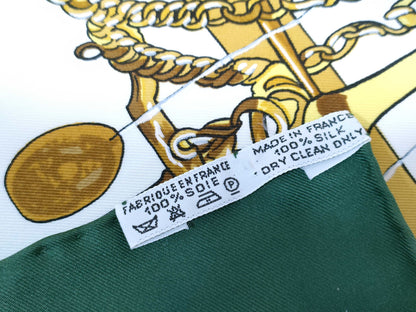 FABRIQUE EN FRANCE
100% SOIE
MADE IN FRANCE
100% SILK
DRY CLEAN ONLY